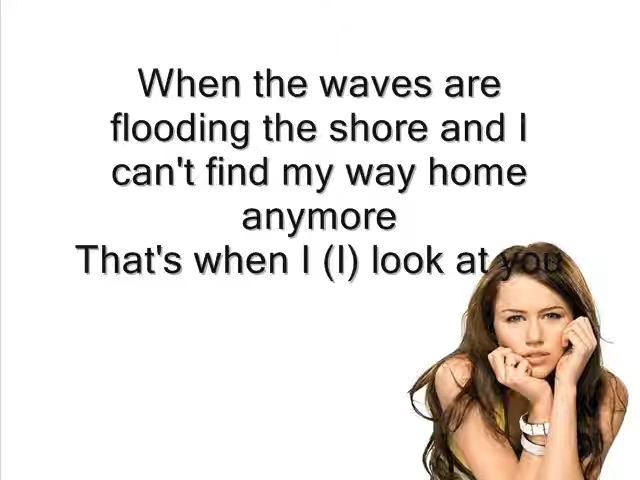 When the waves are
flooding the shore and I
can't find my way home
anymore
That's when I (I) look at you